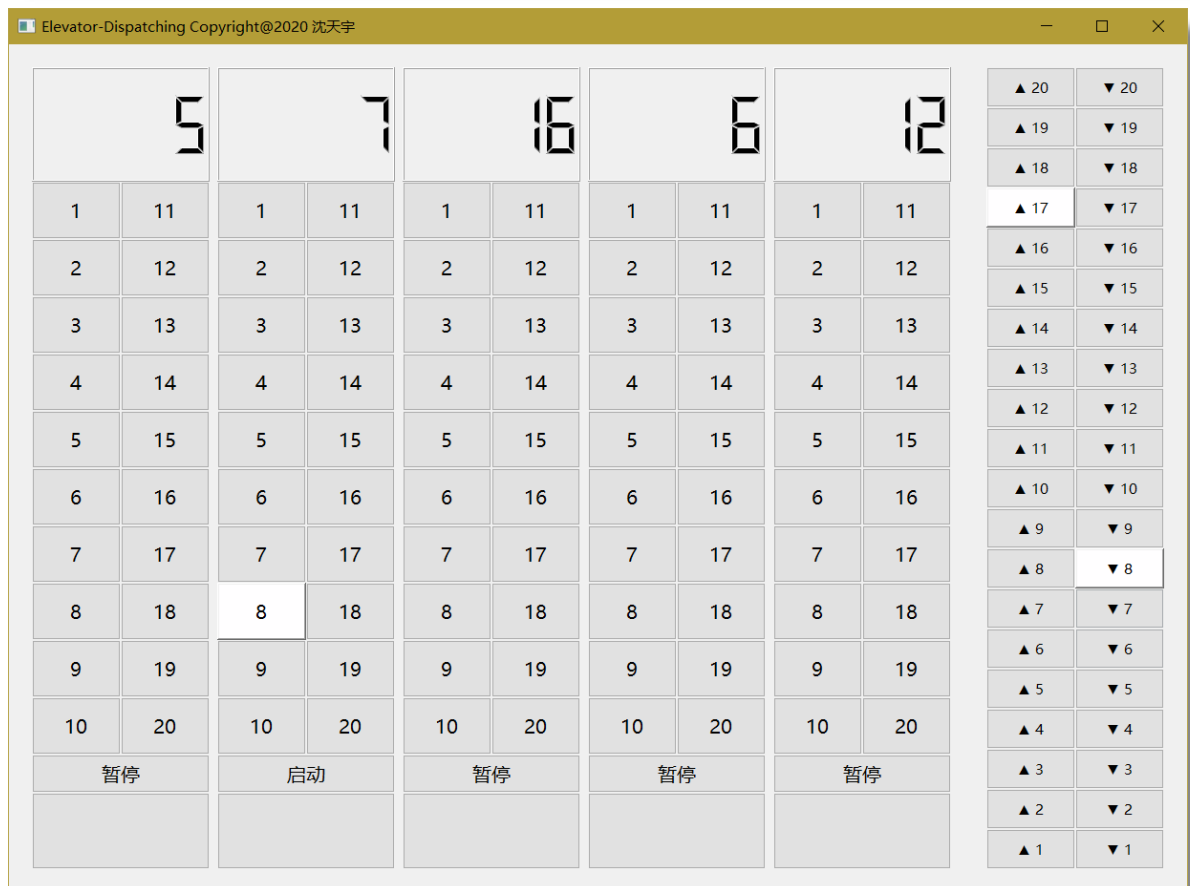 Elevator-Dispatching Copyright@2020 沈天宇
5 7 16 6 12
1 11 1 11 1 11 1 11 1 11
2 12 2 12 2 12 2 12 2 12
3 13 3 13 3 13 3 13 3 13
4 14 4 14 4 14 4 14 4 14
5 15 5 15 5 15 5 15 5 15
6 16 6 16 6 16 6 16 6 16
7 17 7 17 7 17 7 17 7 17
8 18 8 18 8 18 8 18 8 18
9 19 9 19 9 19 9 19 9 19
10 20 10 20 10 20 10 20 10 20
暂停 启动 暂停 暂停 暂停
▲ 20 ▼ 20
▲ 19 ▼ 19
▲ 18 ▼ 18
▲ 17 ▼ 17
▲ 16 ▼ 16
▲ 15 ▼ 15
▲ 14 ▼ 14
▲ 13 ▼ 13
▲ 12 ▼ 12
▲ 11 ▼ 11
▲ 10 ▼ 10
▲ 9 ▼ 9
▲ 8 ▼ 8
▲ 7 ▼ 7
▲ 6 ▼ 6
▲ 5 ▼ 5
▲ 4 ▼ 4
▲ 3 ▼ 3
▲ 2 ▼ 2
▲ 1 ▼ 1